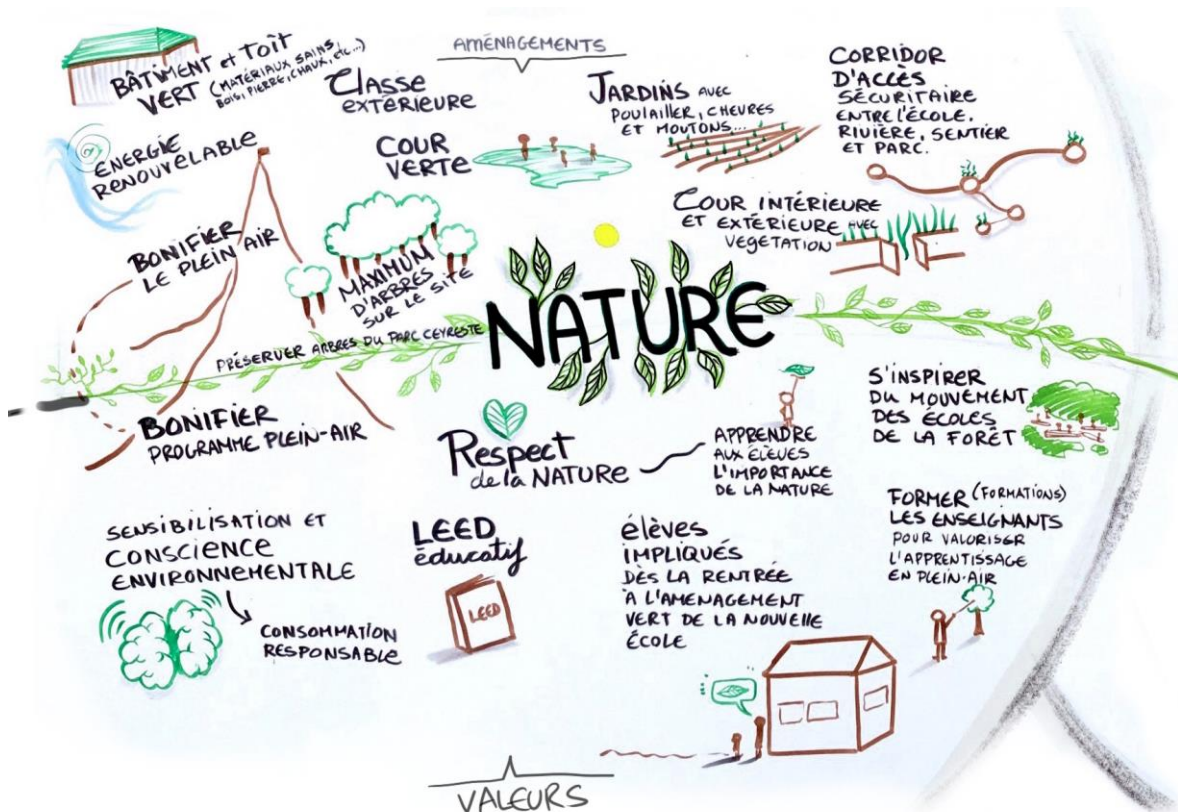 AMÉNAGEMENTS
BÂTIMENT et TOÎT
VERT (MATÉRIAUX SAINS,
BOIS, PIERRE, CHAUX, ETC...)
CLASSE
EXTÉRIEURE
JARDINS AVEC
POULAILLER, CHEVRES
ET MOUTONS...
CORRIDOR
D'ACCÈS
SÉCURITAIRE
ENTRE L'ÉCOLE.
RIVIÈRE, SENTIER
ET PARC.
ENERGIE
RENOUVELABLE
COUR
VERTE
COUR INTÉRIEURE
ET EXTÉRIEURE AVEC
VEGETATION
BONIFIER
LE PLEIN AIR
MAXIMUM
D'ARBRES
SUR LE SITE
PRÉSERVER ARBRES DU PARC CEYRESTE
NATURE
BONIFIER
PROGRAMME PLEIN-AIR
Respect
de la NATURE
APPRENDRE
AUX ÉLÈVES
L'IMPORTANCE
DE LA NATURE
S'INSPIRER
DU MOUVEMENT
DES ÉCOLES
DE LA FORÊT
SENSIBILISATION ET
CONSCIENCE
ENVIRONNEMENTALE
CONSOMMATION
RESPONSABLE
LEED
éducatif
LEED
élèves
IMPLIQUÉS
DÈS LA RENTRÉE
À L'AMENAGEMENT
VERT DE LA NOUVELLE
ÉCOLE
FORMER (FORMATIONS)
LES ENSEIGNANTS
POUR VALORISER
L'APPRENTISSAGE
EN PLEIN-AIR
VALEURS